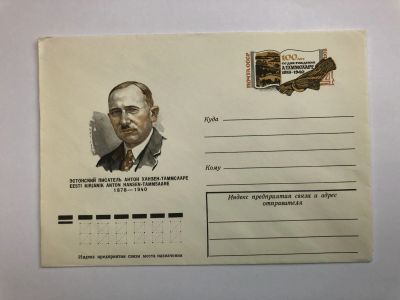 ПОЧТА СССР
100 ЛЕТ
СО ДНЯ РОЖДЕНИЯ
А.ТАММСААРЕ
1878-1940
4
Куда
Кому
ЭСТОНСКИЙ ПИСАТЕЛЬ АНТОН ХАНСЕН-ТАММСААРЕ
EESTI KIRJANIK ANTON HANSEN-TAMMSAARE
1878—1940
Индекс предприятия связи и адрес
отправителя
Индекс предприятия связи места назначения